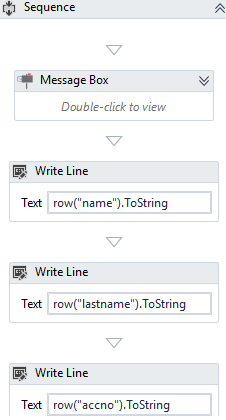 Sequence
Message Box
Double-click to view
Write Line
Text row("name").ToString
Write Line
Text row("lastname").ToString
Write Line
Text row("accno").ToString